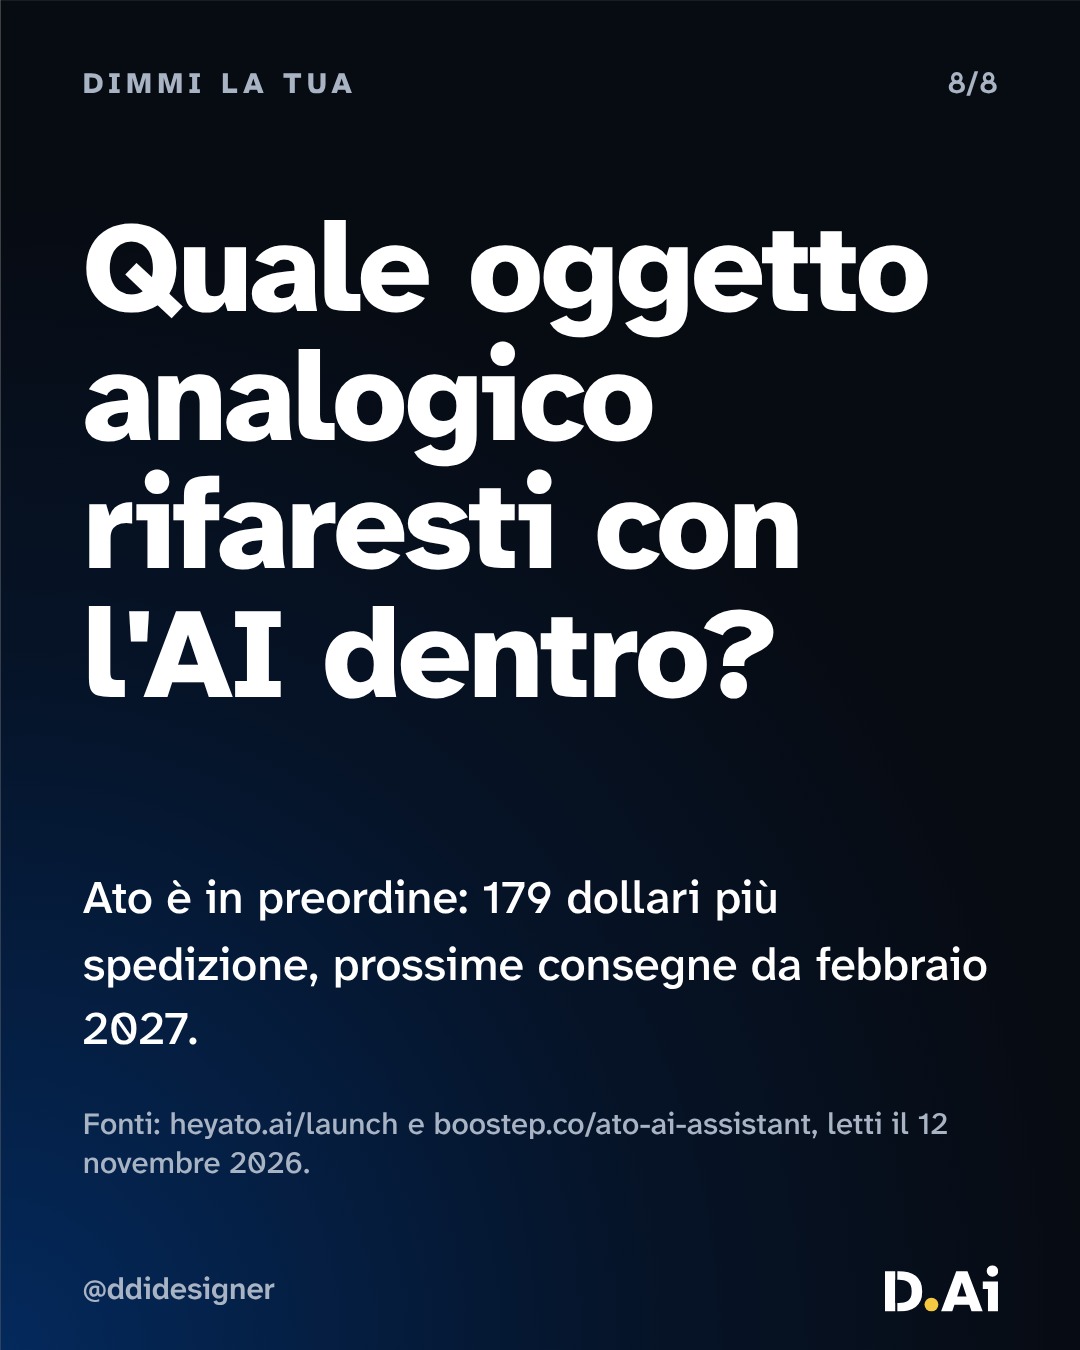 DIMMI LA TUA
8/8
Quale oggetto
analogico
rifaresti con
l'AI dentro?
Ato è in preordine: 179 dollari più
spedizione, prossime consegne da febbraio
2027.
Fonti: heyato.ai/launch e boostep.co/ato-ai-assistant, letti il 12
novembre 2026.
@ddidesigner
D.Ai